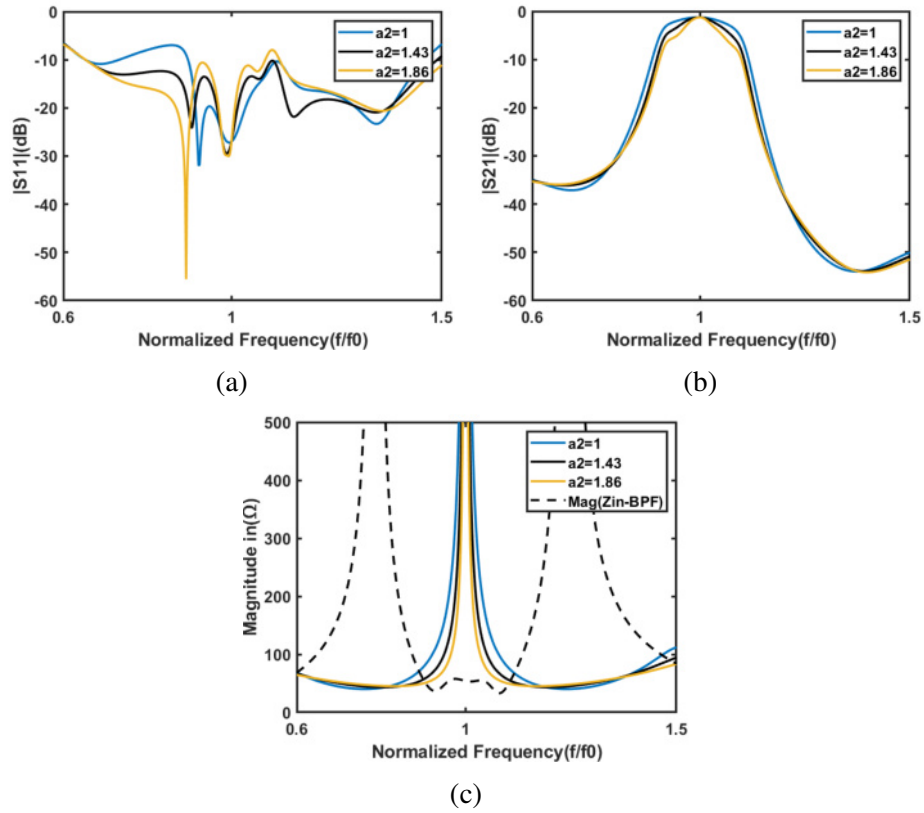 0
-10
-20
-30
-40
-50
-60
|S11|(dB)
a2=1
a2=1.43
a2=1.86
0.6
1
1.5
Normalized Frequency(f/f0)
(a)
0
-10
-20
-30
-40
-50
-60
|S21|(dB)
a2=1
a2=1.43
a2=1.86
0.6
1
1.5
Normalized Frequency(f/f0)
(b)
500
400
300
200
100
0
Magnitude in(Ω)
a2=1
a2=1.43
a2=1.86
Mag(Zin-BPF)
0.6
1
1.5
Normalized Frequency(f/f0)
(c)